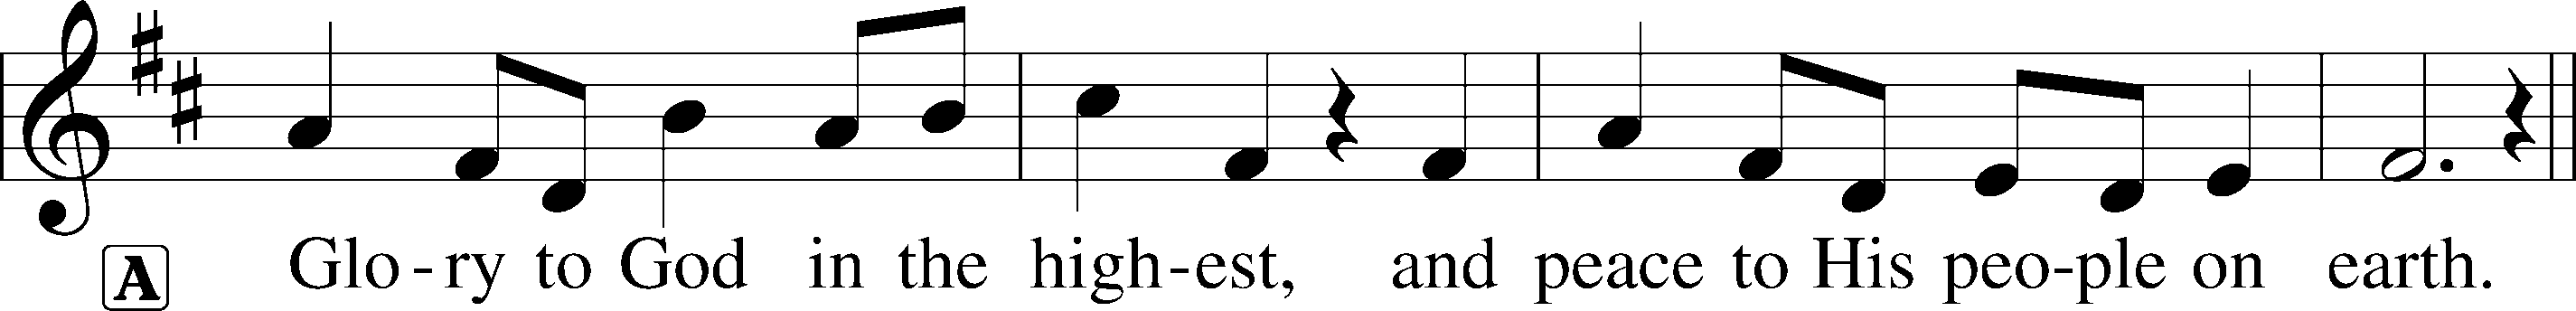 A Glo-ry to God in the high-est, and peace to His peo-ple on earth.